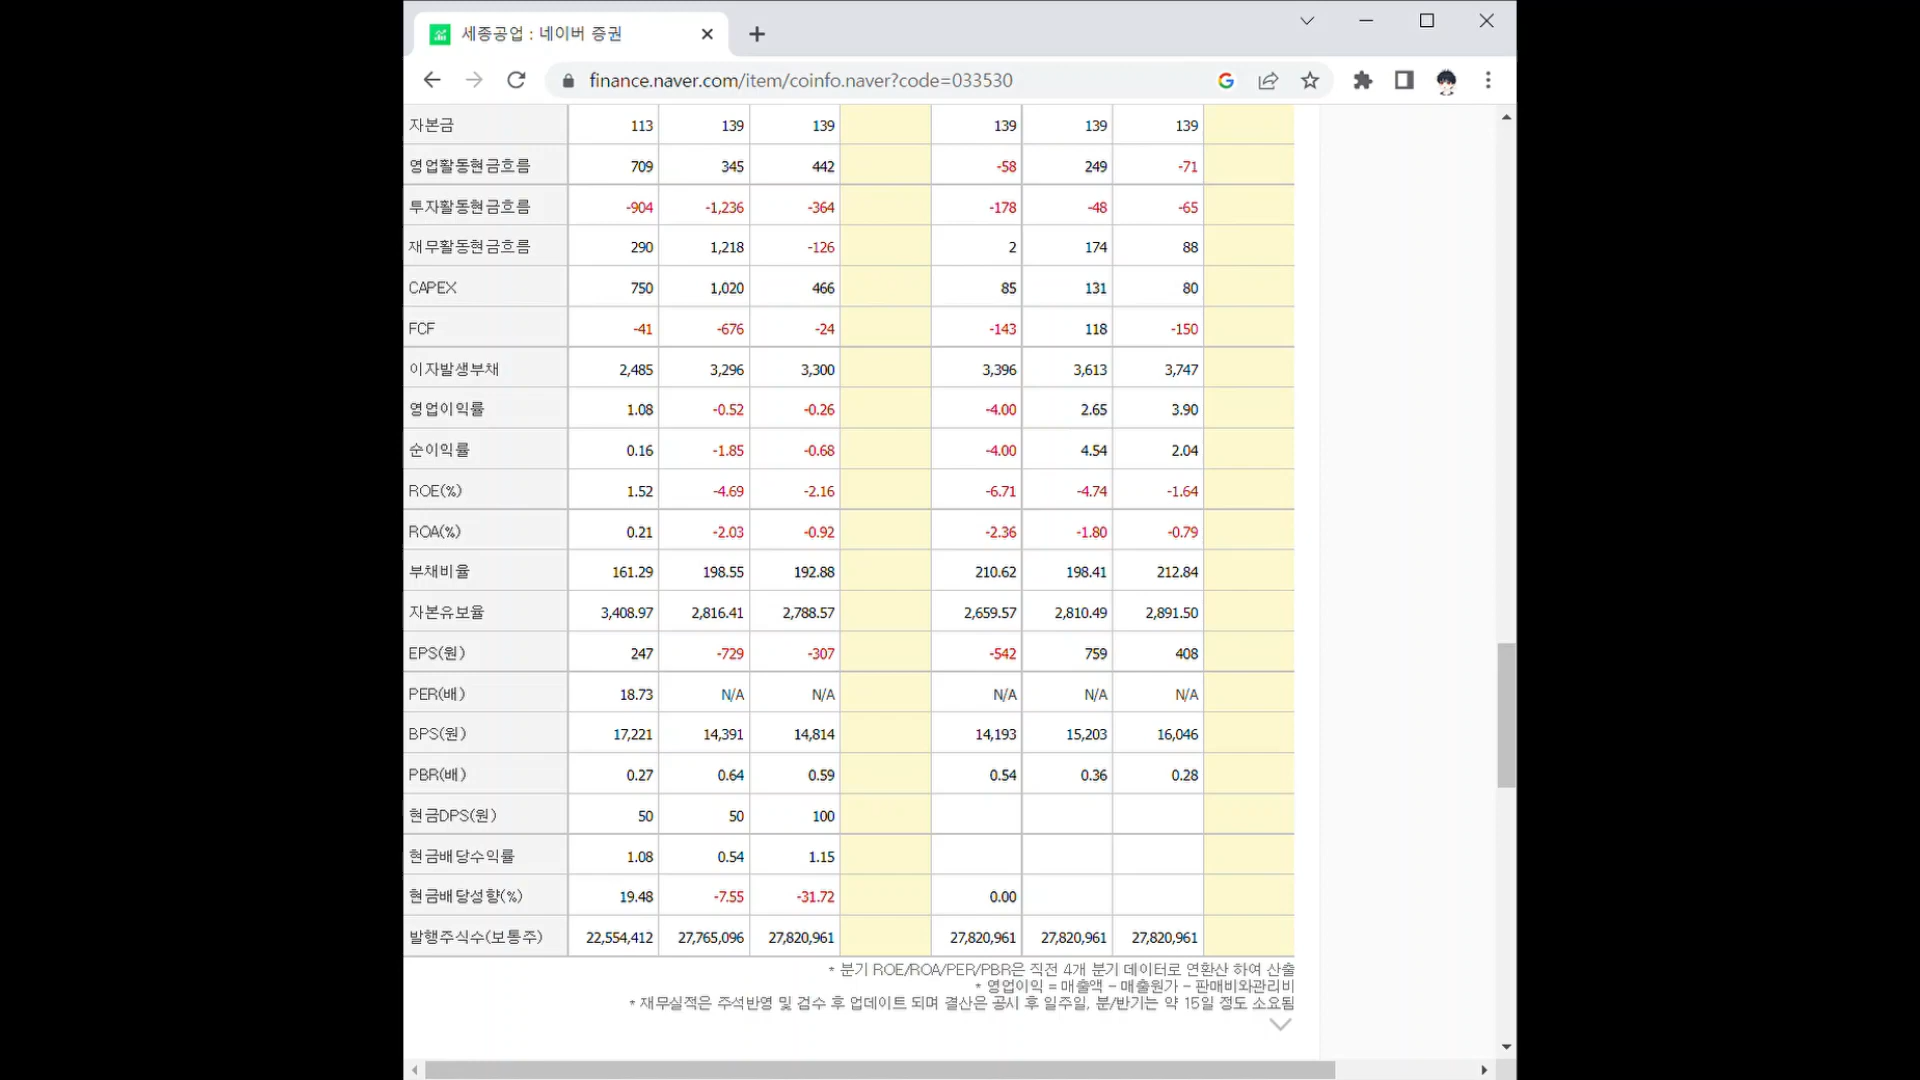 세종공업 : 네이버 증권
finance.naver.com/item/coinfo.naver?code=033530
자본금 113 139 139 139 139 139
영업활동현금흐름 709 345 442 -58 249 -71
투자활동현금흐름 -904 -1,236 -364 -178 -48 -65
재무활동현금흐름 290 1,218 -126 2 174 88
CAPEX 750 1,020 466 85 131 80
FCF -41 -676 -24 -143 118 -150
이자발생부채 2,485 3,296 3,300 3,396 3,613 3,747
영업이익률 1.08 -0.52 -0.26 -4.00 2.65 3.90
순이익률 0.16 -1.85 -0.68 -4.00 4.54 2.04
ROE(%) 1.52 -4.69 -2.16 -6.71 -4.74 -1.64
ROA(%) 0.21 -2.03 -0.92 -2.36 -1.80 -0.79
부채비율 161.29 198.55 192.88 210.62 198.41 212.84
자본유보율 3,408.97 2,816.41 2,788.57 2,659.57 2,810.49 2,891.50
EPS(원) 247 -729 -307 -542 759 408
PER(배) 18.73 N/A N/A N/A N/A N/A
BPS(원) 17,221 14,391 14,814 14,193 15,203 16,046
PBR(배) 0.27 0.64 0.59 0.54 0.36 0.28
현금DPS(원) 50 50 100
현금배당수익률 1.08 0.54 1.15
현금배당성향(%) 19.48 -7.55 -31.72 0.00
발행주식수(보통주) 22,554,412 27,765,096 27,820,961 27,820,961 27,820,961 27,820,961
* 분기 ROE/ROA/PER/PBR은 직전 4개 분기 데이터로 연환산 하여 산출
* 영업이익 = 매출액 - 매출원가 - 판매비와관리비
* 재무실적은 주석반영 및 검수 후 업데이트 되며 결산은 공시 후 일주일, 분/반기는 약 15일 정도 소요됨